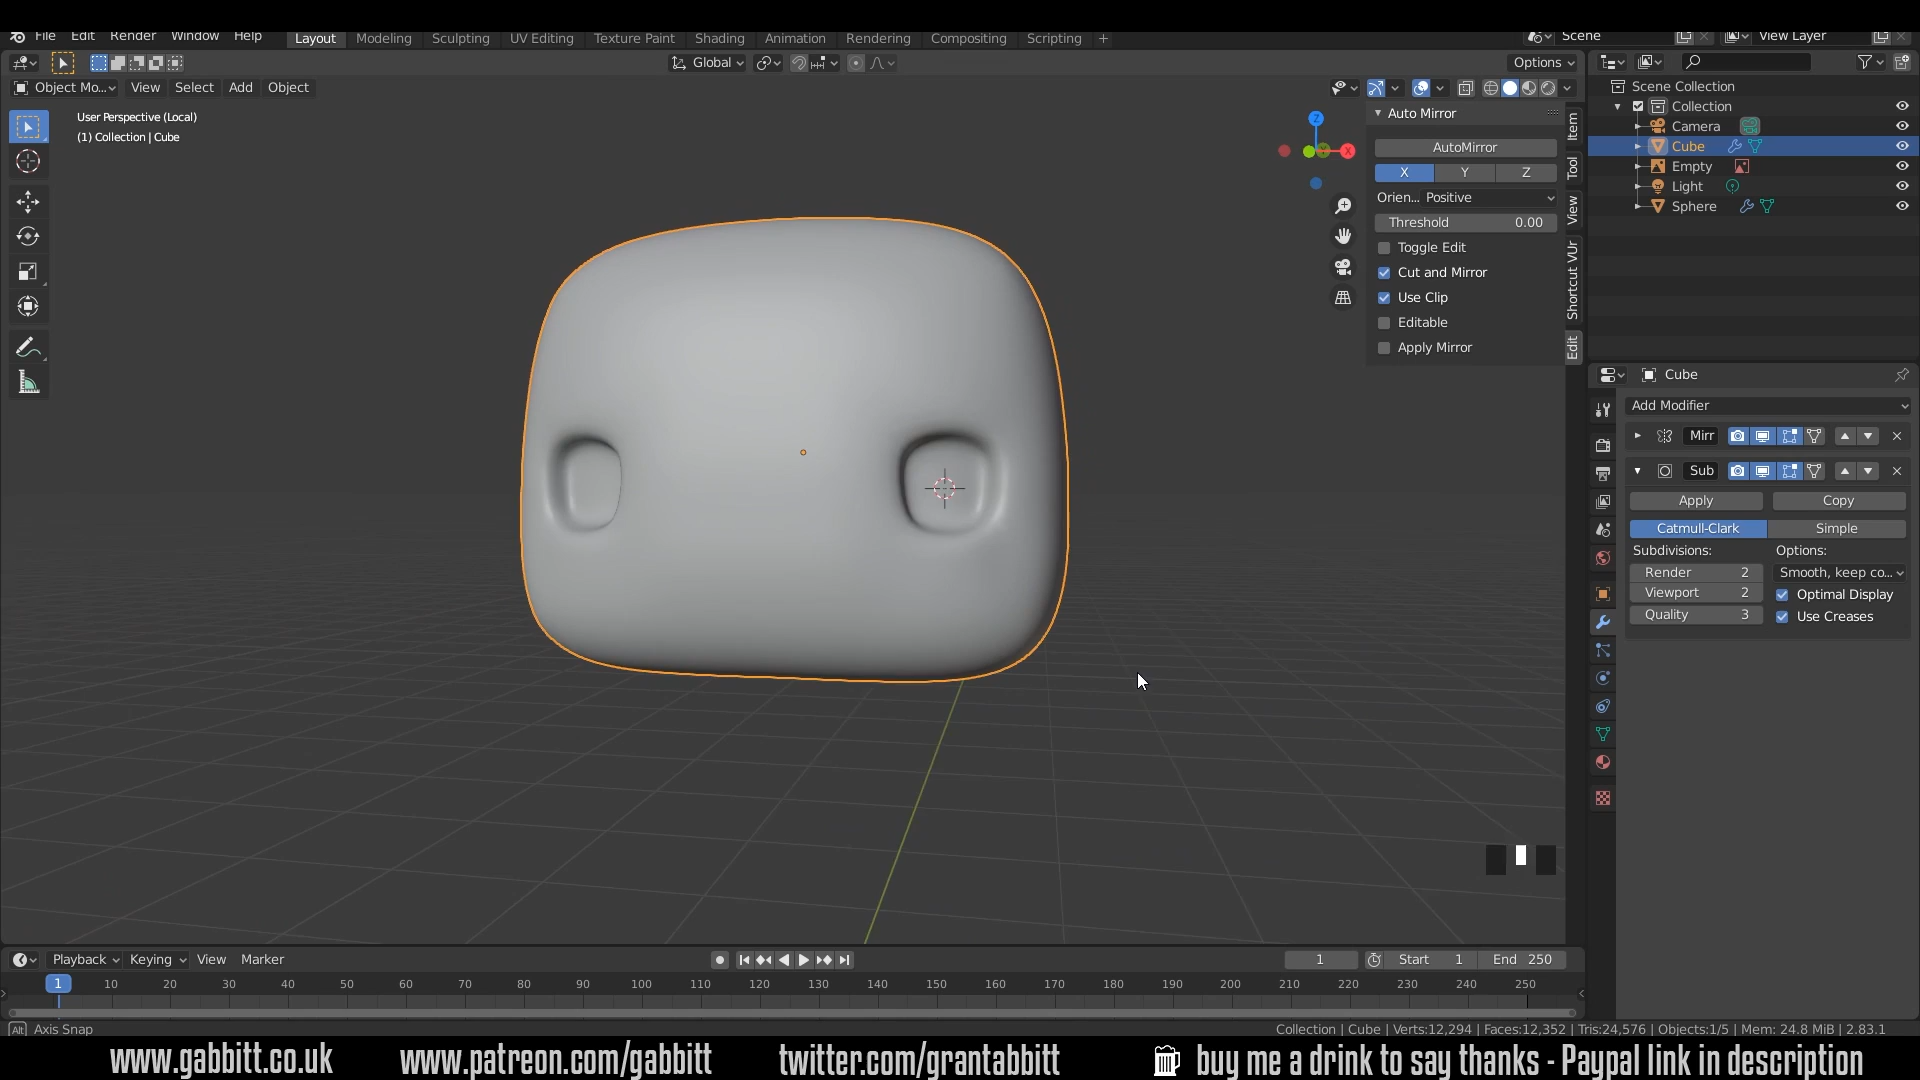 File Edit Render Window Help Layout Modeling Sculpting UV Editing Texture Paint Shading Animation Rendering Compositing Scripting + Scene View Layer
Global Options
Object Mo... View Select Add Object
User Perspective (Local)
(1) Collection | Cube
Z
X
Auto Mirror
AutoMirror
X Y Z
Orien... Positive
Threshold 0.00
Toggle Edit
Cut and Mirror
Use Clip
Editable
Apply Mirror
Item
Tool
View
Shortcut VUr
Edit
Scene Collection
Collection
Camera
Cube
Empty
Light
Sphere
Cube
Add Modifier
Mirr
Sub
Apply Copy
Catmull-Clark Simple
Subdivisions: Options:
Render 2 Smooth, keep co...
Viewport 2 Optimal Display
Quality 3 Use Creases
Playback Keying View Marker 1 Start 1 End 250
1 10 20 30 40 50 60 70 80 90 100 110 120 130 140 150 160 170 180 190 200 210 220 230 240 250
Alt Axis Snap Collection | Cube | Verts:12,294 | Faces:12,352 | Tris:24,576 | Objects:1/5 | Mem: 24.8 MiB | 2.83.1
www.gabbitt.co.uk www.patreon.com/gabbitt twitter.com/grantabbitt buy me a drink to say thanks - Paypal link in description